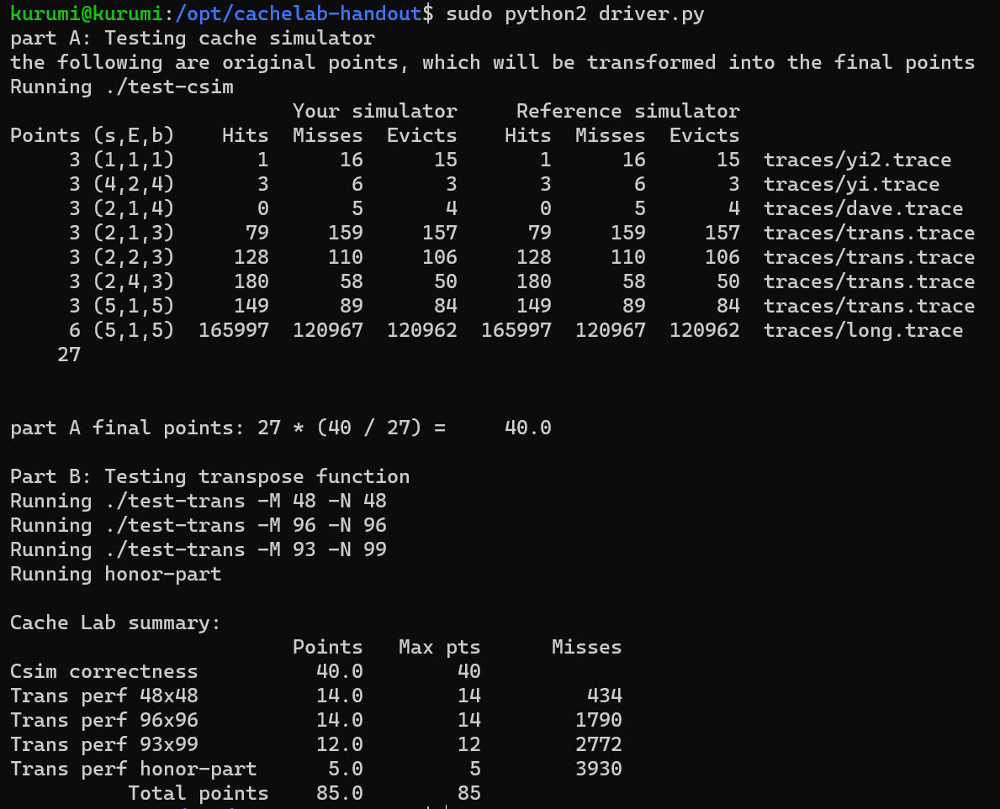 kurumi@kurumi:/opt/cachelab-handout$ sudo python2 driver.py
part A: Testing cache simulator
the following are original points, which will be transformed into the final points
Running ./test-csim
                        Your simulator     Reference simulator
Points (s,E,b)    Hits  Misses  Evicts    Hits  Misses  Evicts
     3 (1,1,1)       1      16      15       1      16      15  traces/yi2.trace
     3 (4,2,4)       3       6       3       3       6       3  traces/yi.trace
     3 (2,1,4)       0       5       4       0       5       4  traces/dave.trace
     3 (2,1,3)      79     159     157      79     159     157  traces/trans.trace
     3 (2,2,3)     128     110     106     128     110     106  traces/trans.trace
     3 (2,4,3)     180      58      50     180      58      50  traces/trans.trace
     3 (5,1,5)     149      89      84     149      89      84  traces/trans.trace
     6 (5,1,5)  165997  120967  120962  165997  120967  120962  traces/long.trace
    27
part A final points: 27 * (40 / 27) =     40.0
Part B: Testing transpose function
Running ./test-trans -M 48 -N 48
Running ./test-trans -M 96 -N 96
Running ./test-trans -M 93 -N 99
Running honor-part
Cache Lab summary:
                        Points   Max pts      Misses
Csim correctness          40.0        40
Trans perf 48x48          14.0        14         434
Trans perf 96x96          14.0        14        1790
Trans perf 93x99          12.0        12        2772
Trans perf honor-part      5.0         5        3930
          Total points    85.0        85